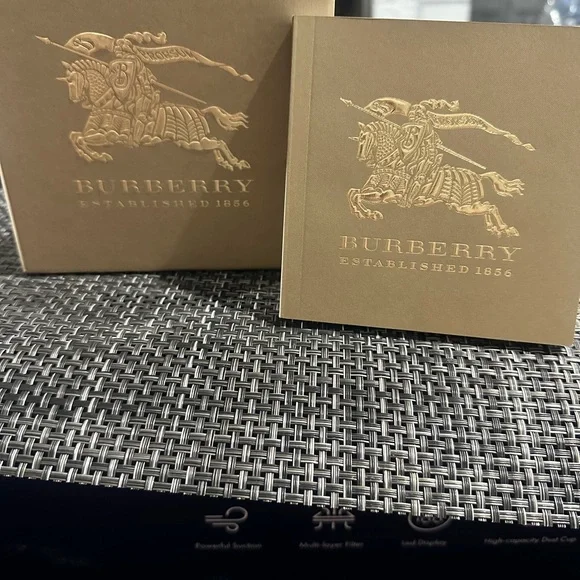 BURBERRY
ESTABLISHED 1856
BURBERRY
ESTABLISHED 1856
Powerful Suction
Multi-layer Filter
Led Display
High-capacity Dust Cup